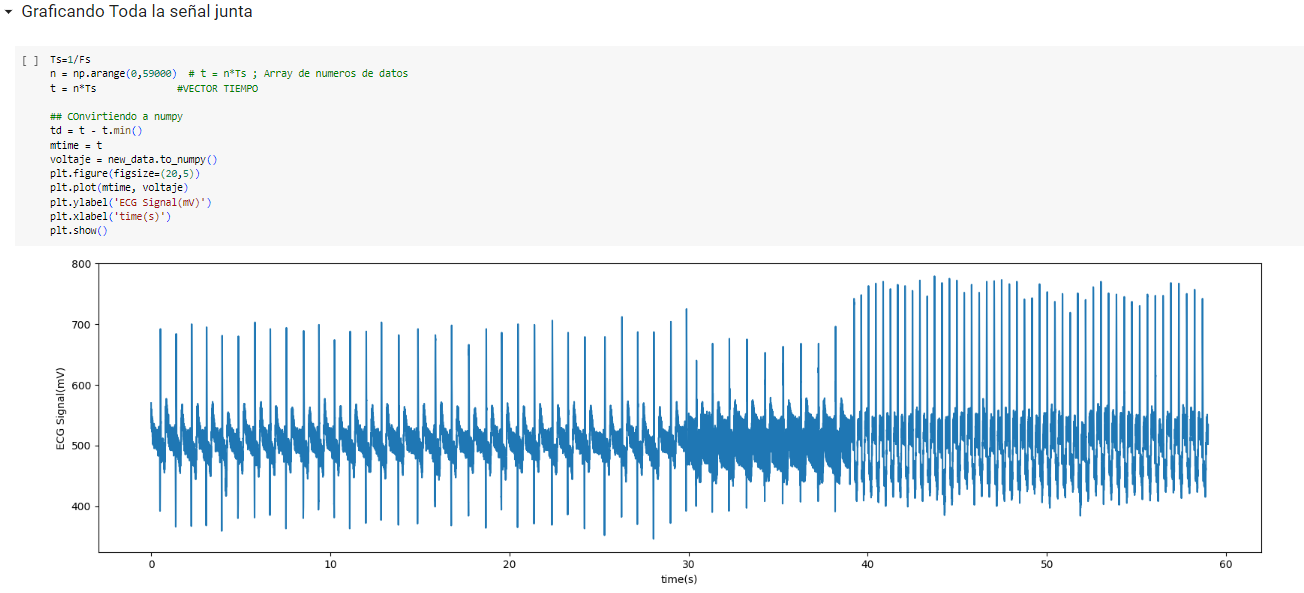 Graficando Toda la señal junta
[ ] Ts=1/Fs
n = np.arange(0,59000)  # t = n*Ts ; Array de numeros de datos
t = n*Ts              #VECTOR TIEMPO
## COnvirtiendo a numpy
td = t - t.min()
mtime = t
voltaje = new_data.to_numpy()
plt.figure(figsize=(20,5))
plt.plot(mtime, voltaje)
plt.ylabel('ECG Signal(mV)')
plt.xlabel('time(s)')
plt.show()
800
700
600
500
400
ECG Signal(mV)
0 10 20 30 40 50 60
time(s)